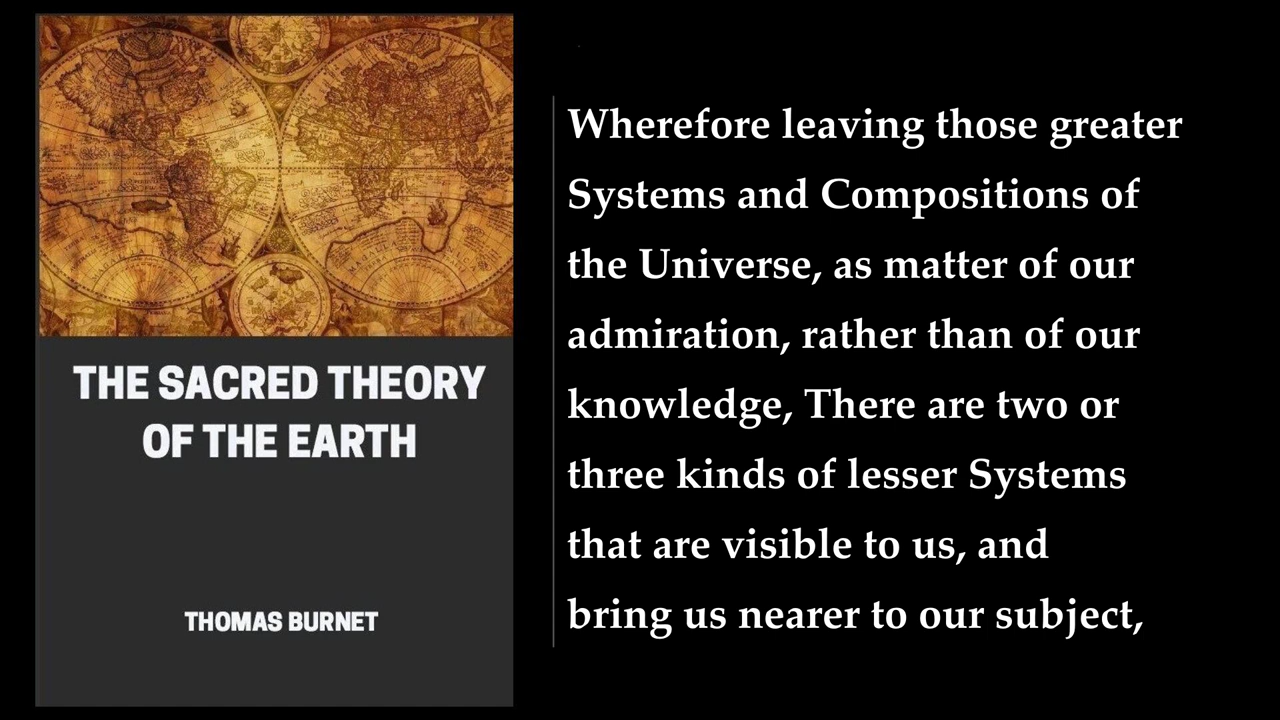 THE SACRED THEORY
OF THE EARTH
THOMAS BURNET
Wherefore leaving those greater
Systems and Compositions of
the Universe, as matter of our
admiration, rather than of our
knowledge, There are two or
three kinds of lesser Systems
that are visible to us, and
bring us nearer to our subject,